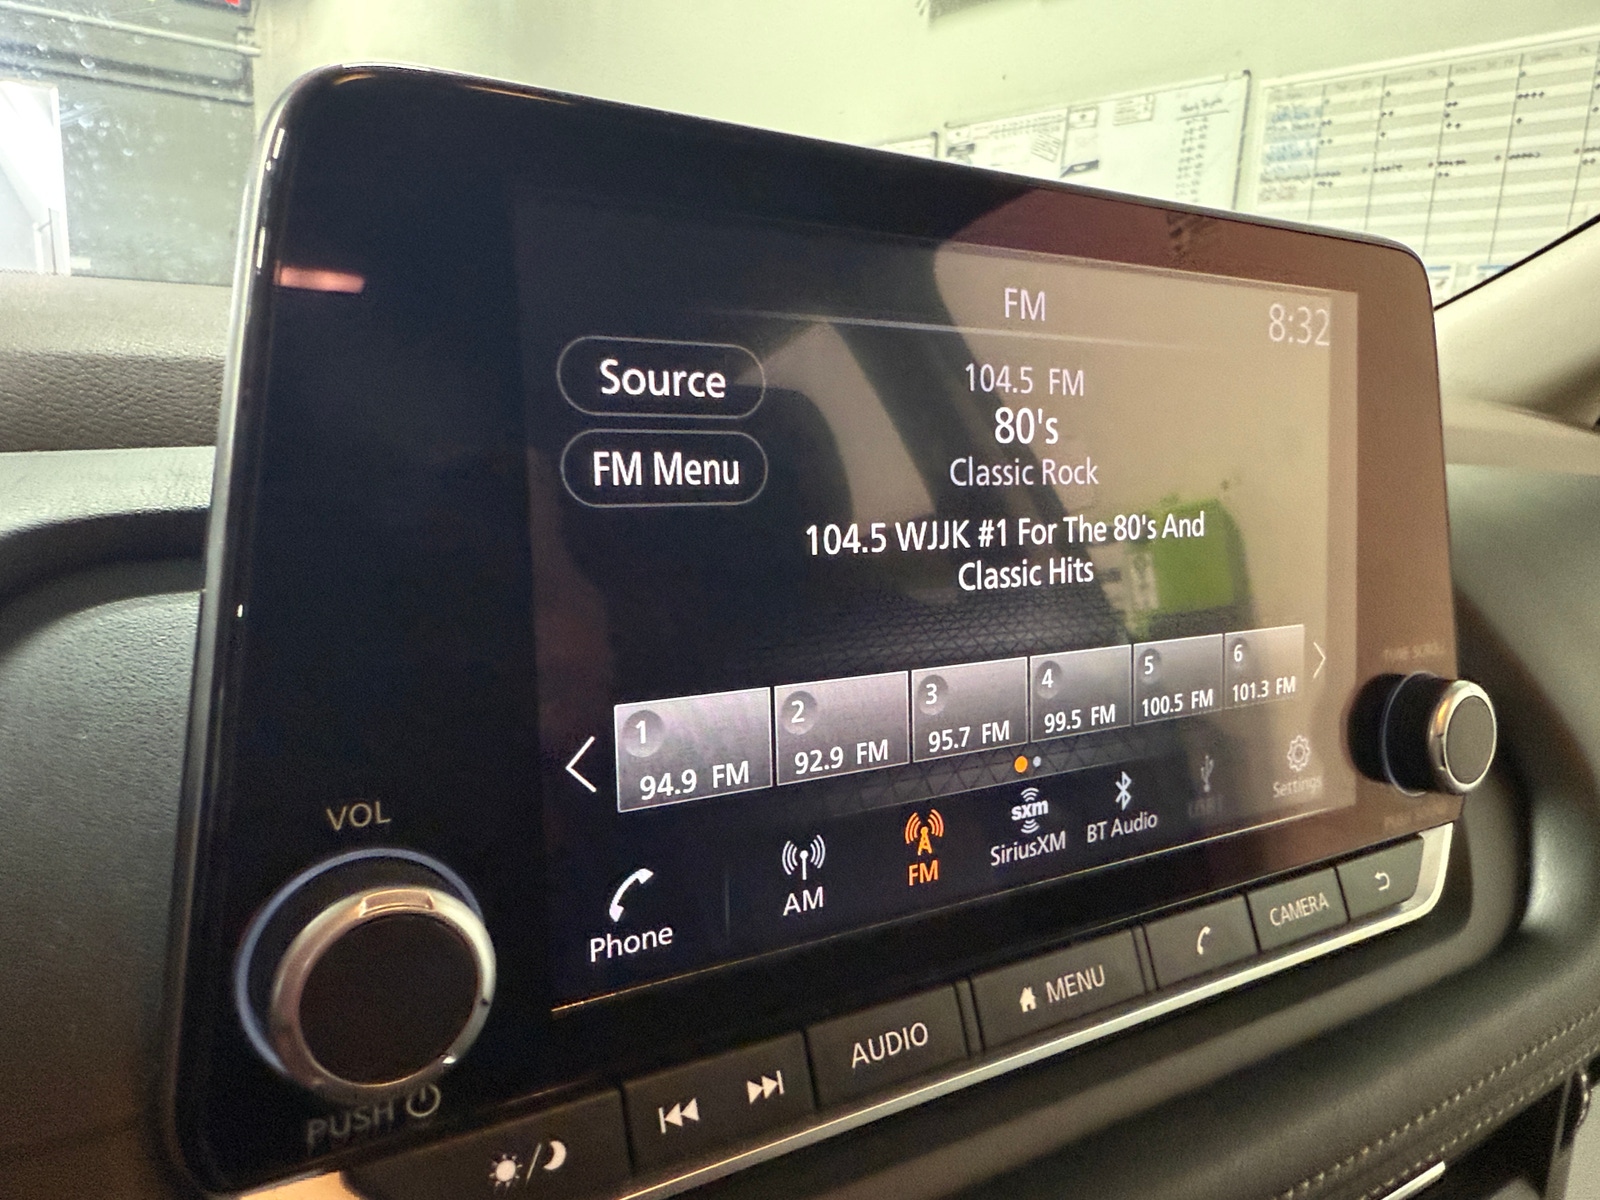 FM
8:32
Source
104.5 FM
80's
FM Menu
Classic Rock
104.5 WJJK #1 For The 80's And
Classic Hits
1
94.9 FM
2
92.9 FM
3
95.7 FM
4
99.5 FM
5
100.5 FM
6
101.3 FM
Phone
AM
FM
sxm
SiriusXM
BT Audio
Settings
VOL
PUSH
AUDIO
MENU
CAMERA
TUNE SCROLL